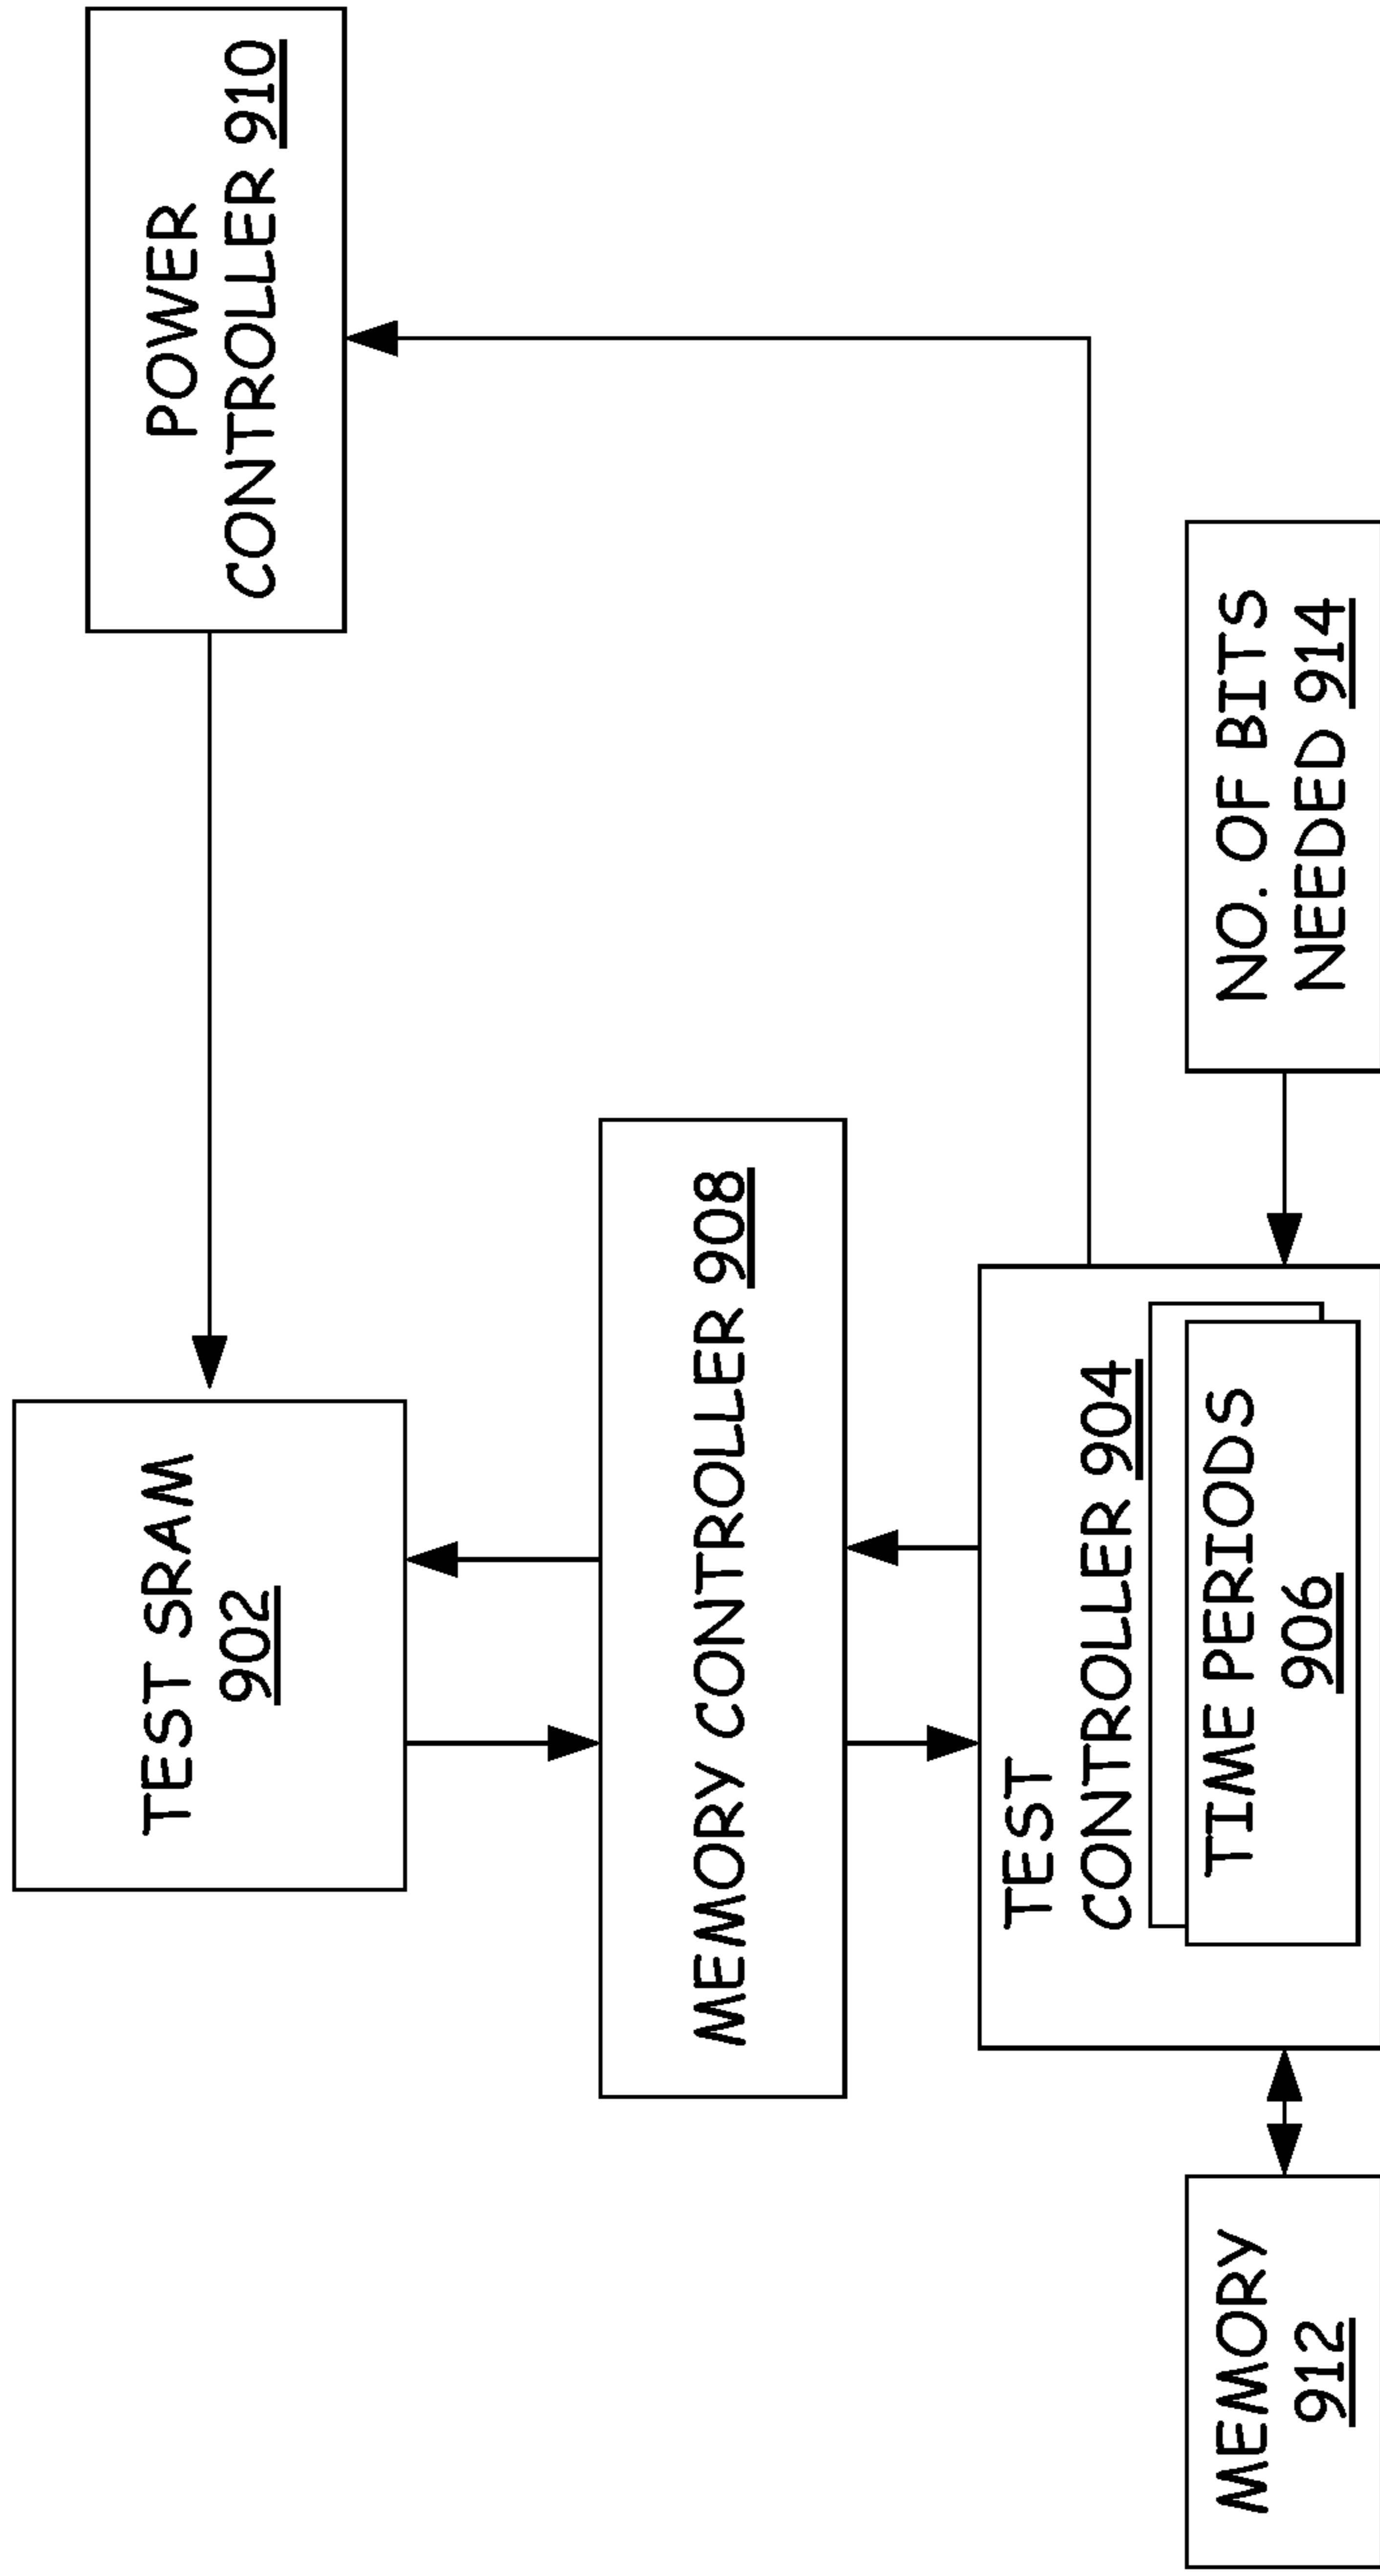 TEST SRAM
902
POWER
CONTROLLER 910
MEMORY CONTROLLER 908
TEST
CONTROLLER 904
TIME PERIODS
906
MEMORY
912
NO. OF BITS
NEEDED 914